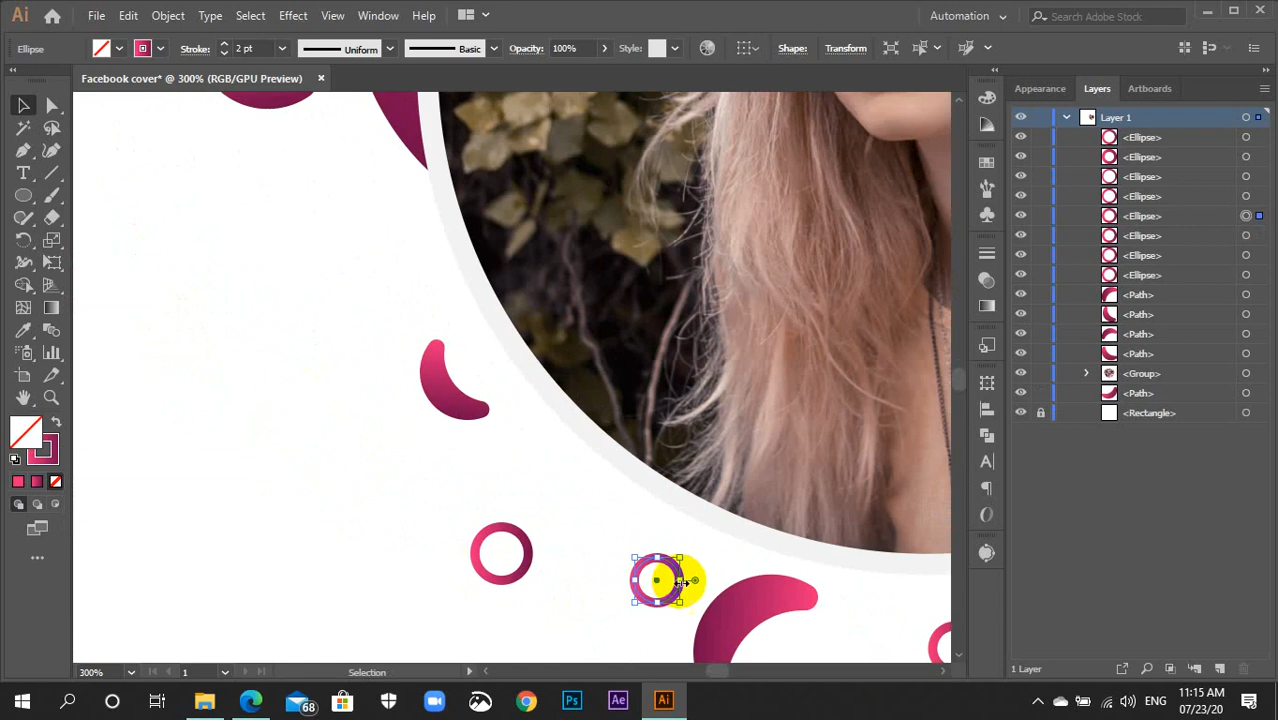 Ai File Edit Object Type Select Effect View Window Help Automation Search Adobe Stock
Ellipse Stroke: 2 pt Uniform Basic Opacity: 100% Style: Shape: Transform
Facebook cover* @ 300% (RGB/GPU Preview) ×
Appearance Layers Artboards
Layer 1
<Ellipse>
<Ellipse>
<Ellipse>
<Ellipse>
<Ellipse>
<Ellipse>
<Ellipse>
<Ellipse>
<Path>
<Path>
<Path>
<Path>
<Group>
<Path>
<Rectangle>
300% 1 Selection 1 Layer
68 Ps Ae Ai ENG 11:15 AM
07/23/20